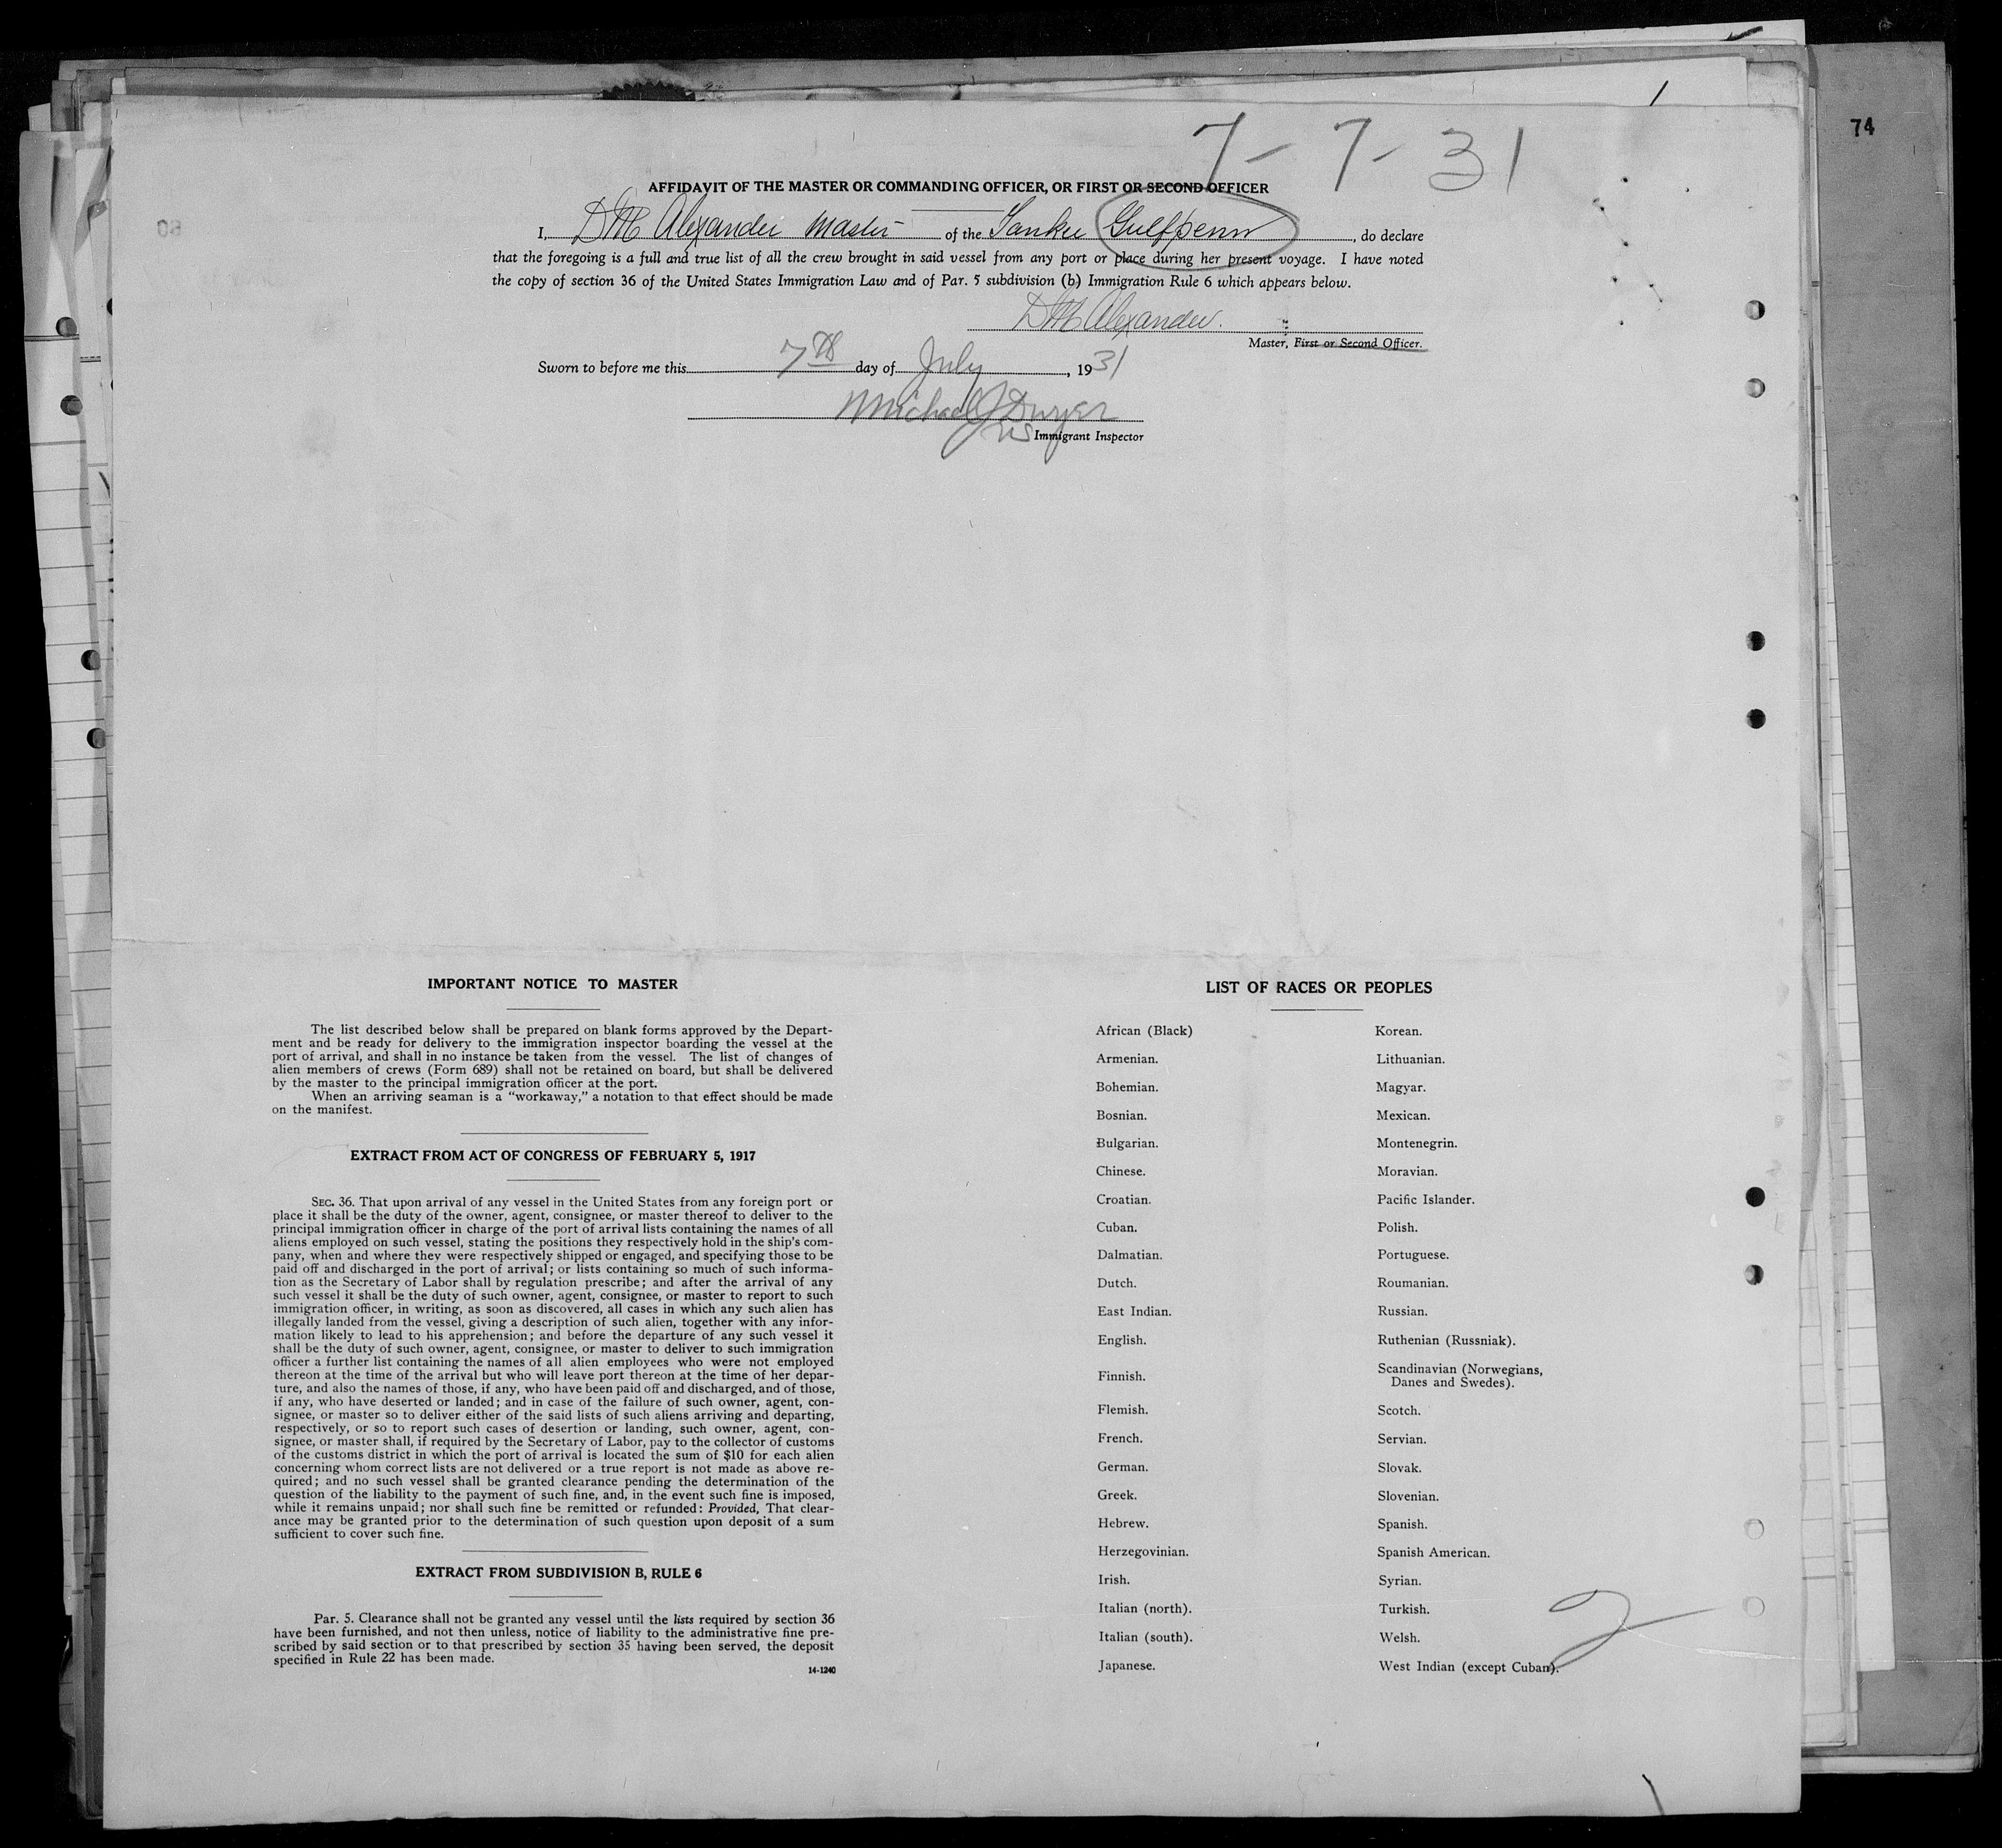 74
7-7-31
AFFIDAVIT OF THE MASTER OR COMMANDING OFFICER, OR FIRST OR SECOND OFFICER
I, D M Alexander Master of the Tanker Gulfpenn, do declare
that the foregoing is a full and true list of all the crew brought in said vessel from any port or place during her present voyage. I have noted
the copy of section 36 of the United States Immigration Law and of Par. 5 subdivision (b) Immigration Rule 6 which appears below.
D M Alexander.
Master, First or Second Officer.
Sworn to before me this 7th day of July, 1931
Michael J Dwyer
US Immigrant Inspector
IMPORTANT NOTICE TO MASTER
The list described below shall be prepared on blank forms approved by the Depart-
ment and be ready for delivery to the immigration inspector boarding the vessel at the
port of arrival, and shall in no instance be taken from the vessel. The list of changes of
alien members of crews (Form 689) shall not be retained on board, but shall be delivered
by the master to the principal immigration officer at the port.
When an arriving seaman is a "workaway," a notation to that effect should be made
on the manifest.
EXTRACT FROM ACT OF CONGRESS OF FEBRUARY 5, 1917
SEC. 36. That upon arrival of any vessel in the United States from any foreign port or
place it shall be the duty of the owner, agent, consignee, or master thereof to deliver to the
principal immigration officer in charge of the port of arrival lists containing the names of all
aliens employed on such vessel, stating the positions they respectively hold in the ship's com-
pany, when and where they were respectively shipped or engaged, and specifying those to be
paid off and discharged in the port of arrival; or lists containing so much of such informa-
tion as the Secretary of Labor shall by regulation prescribe; and after the arrival of any
such vessel it shall be the duty of such owner, agent, consignee, or master to report to such
immigration officer, in writing, as soon as discovered, all cases in which any such alien has
illegally landed from the vessel, giving a description of such alien, together with any infor-
mation likely to lead to his apprehension; and before the departure of any such vessel it
shall be the duty of such owner, agent, consignee, or master to deliver to such immigration
officer a further list containing the names of all alien employees who were not employed
thereon at the time of the arrival but who will leave port thereon at the time of her depar-
ture, and also the names of those, if any, who have been paid off and discharged, and of those,
if any, who have deserted or landed; and in case of the failure of such owner, agent, con-
signee, or master so to deliver either of the said lists of such aliens arriving and departing,
respectively, or so to report such cases of desertion or landing, such owner, agent, con-
signee, or master shall, if required by the Secretary of Labor, pay to the collector of customs
of the customs district in which the port of arrival is located the sum of $10 for each alien
concerning whom correct lists are not delivered or a true report is not made as above re-
quired; and no such vessel shall be granted clearance pending the determination of the
question of the liability to the payment of such fine, and, in the event such fine is imposed,
while it remains unpaid; nor shall such fine be remitted or refunded: Provided, That clear-
ance may be granted prior to the determination of such question upon deposit of a sum
sufficient to cover such fine.
EXTRACT FROM SUBDIVISION B, RULE 6
Par. 5. Clearance shall not be granted any vessel until the lists required by section 36
have been furnished, and not then unless, notice of liability to the administrative fine pre-
scribed by said section or to that prescribed by section 35 having been served, the deposit
specified in Rule 22 has been made.
14-1240
LIST OF RACES OR PEOPLES
African (Black)
Armenian.
Bohemian.
Bosnian.
Bulgarian.
Chinese.
Croatian.
Cuban.
Dalmatian.
Dutch.
East Indian.
English.
Finnish.
Flemish.
French.
German.
Greek.
Hebrew.
Herzegovinian.
Irish.
Italian (north).
Italian (south).
Japanese.
Korean.
Lithuanian.
Magyar.
Mexican.
Montenegrin.
Moravian.
Pacific Islander.
Polish.
Portuguese.
Roumanian.
Russian.
Ruthenian (Russniak).
Scandinavian (Norwegians,
Danes and Swedes).
Scotch.
Servian.
Slovak.
Slovenian.
Spanish.
Spanish American.
Syrian.
Turkish.
Welsh.
West Indian (except Cuban).
2